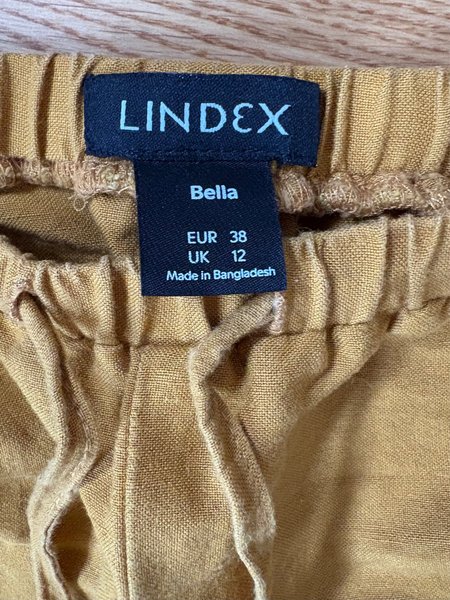 LINDEX
Bella
EUR 38
UK 12
Made in Bangladesh